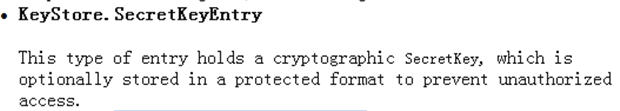 • KeyStore.SecretKeyEntry
This type of entry holds a cryptographic SecretKey, which is
optionally stored in a protected format to prevent unauthorized
access.